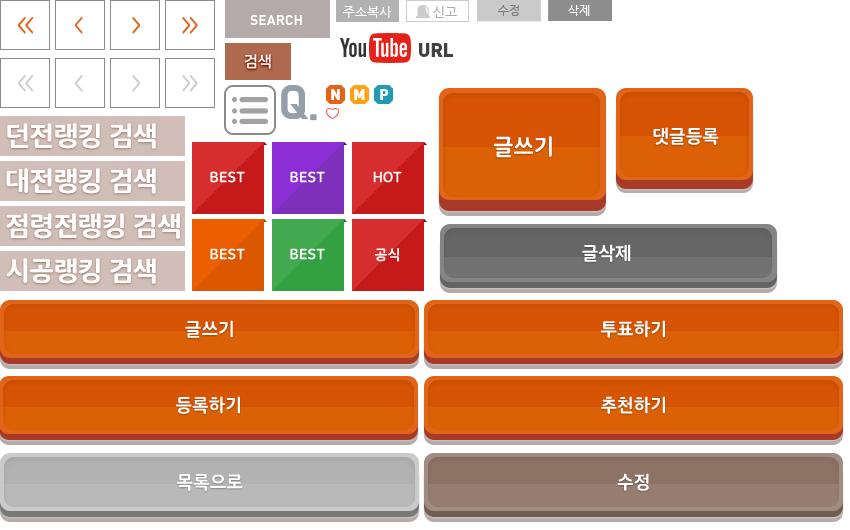 SEARCH
주소복사
신고
수정
삭제
검색
YouTube URL
Q.
N M P
던전랭킹 검색
대전랭킹 검색
점령전랭킹 검색
시공랭킹 검색
BEST
BEST
HOT
BEST
BEST
공식
글쓰기
댓글등록
글삭제
글쓰기
투표하기
등록하기
추천하기
목록으로
수정